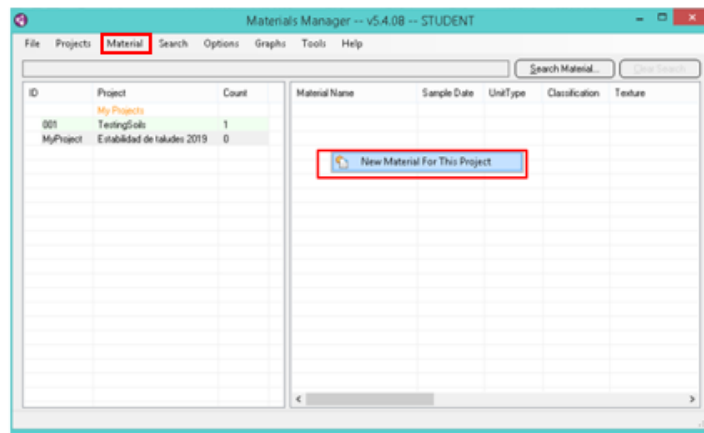 Materials Manager -- v5.4.08 -- STUDENT
File Projects Material Search Options Graphs Tools Help
Search Material... Clear Search
ID Project Count Material Name Sample Date UnitType Classification Texture
My Projects
001 TestingSoils 1
MyProject Estabilidad de taludes 2019 0
New Material For This Project